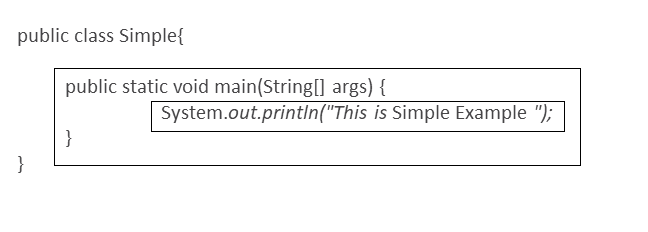 public class Simple{
public static void main(String[] args) {
System.out.println("This is Simple Example ");
}
}